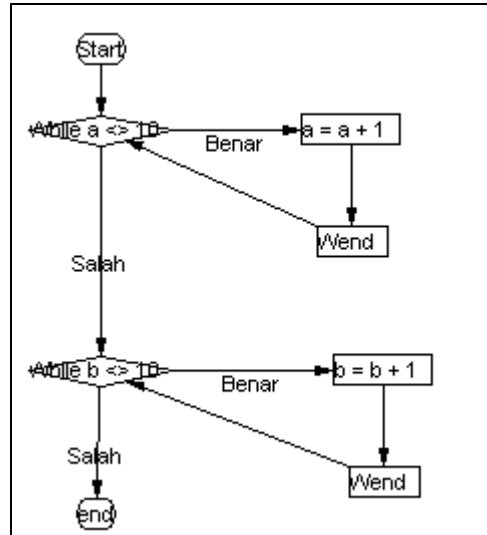 Start
While a <> 10
a = a + 1
Benar
Wend
Salah
While b <> 10
b = b + 1
Benar
Salah
Wend
end